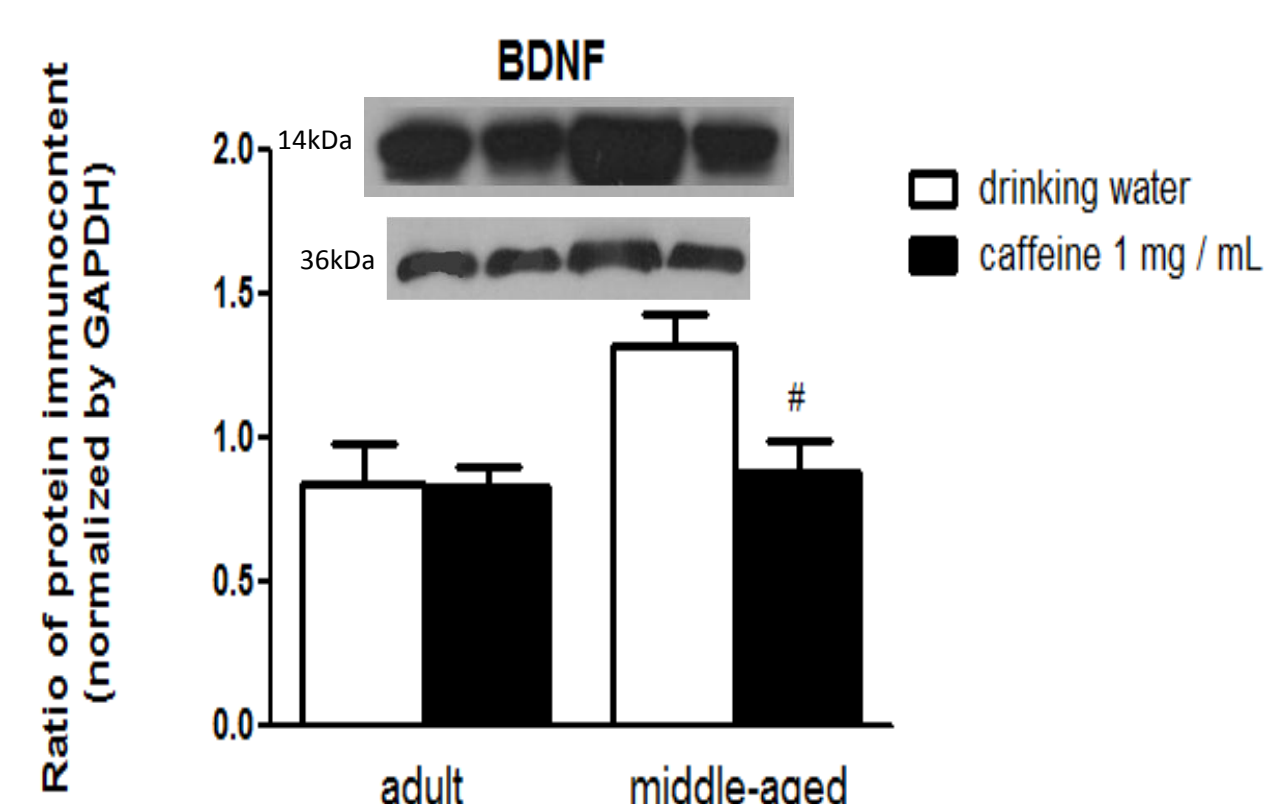 BDNF
Ratio of protein immunocontent
(normalized by GAPDH)
2.0
1.5
1.0
0.5
0.0
14kDa
36kDa
#
adult
middle-aged
drinking water
caffeine 1 mg / mL